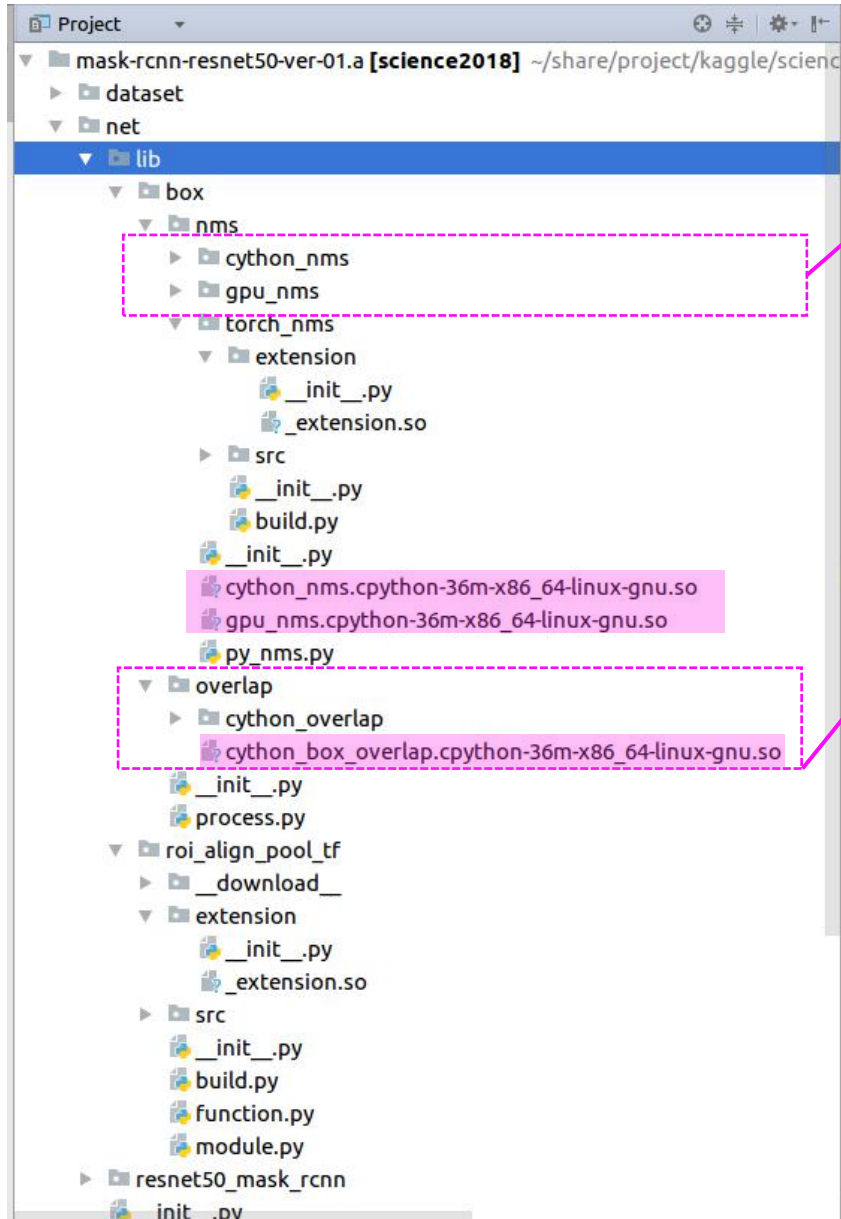 Project
mask-rcnn-resnet50-ver-01.a [science2018] ~/share/project/kaggle/scienc
dataset
net
lib
box
nms
cython_nms
gpu_nms
torch_nms
extension
__init__.py
_extension.so
src
__init__.py
build.py
__init__.py
cython_nms.cpython-36m-x86_64-linux-gnu.so
gpu_nms.cpython-36m-x86_64-linux-gnu.so
py_nms.py
overlap
cython_overlap
cython_box_overlap.cpython-36m-x86_64-linux-gnu.so
__init__.py
process.py
roi_align_pool_tf
__download__
extension
__init__.py
_extension.so
src
__init__.py
build.py
function.py
module.py
resnet50_mask_rcnn
__init__.py